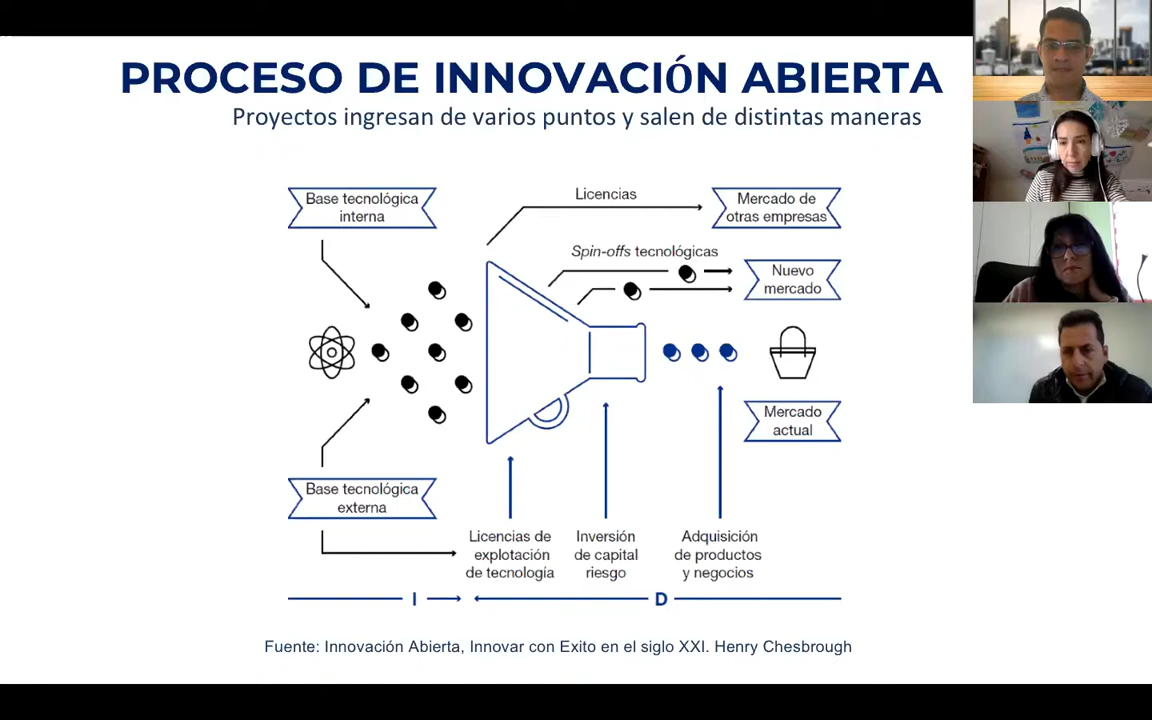 PROCESO DE INNOVACIÓN ABIERTA
Proyectos ingresan de varios puntos y salen de distintas maneras
Base tecnológica
interna
Licencias
Mercado de
otras empresas
Spin-offs tecnológicas
Nuevo
mercado
Mercado
actual
Base tecnológica
externa
Licencias de
explotación
de tecnología
Inversión
de capital
riesgo
Adquisición
de productos
y negocios
I
D
Fuente: Innovación Abierta, Innovar con Exito en el siglo XXI. Henry Chesbrough